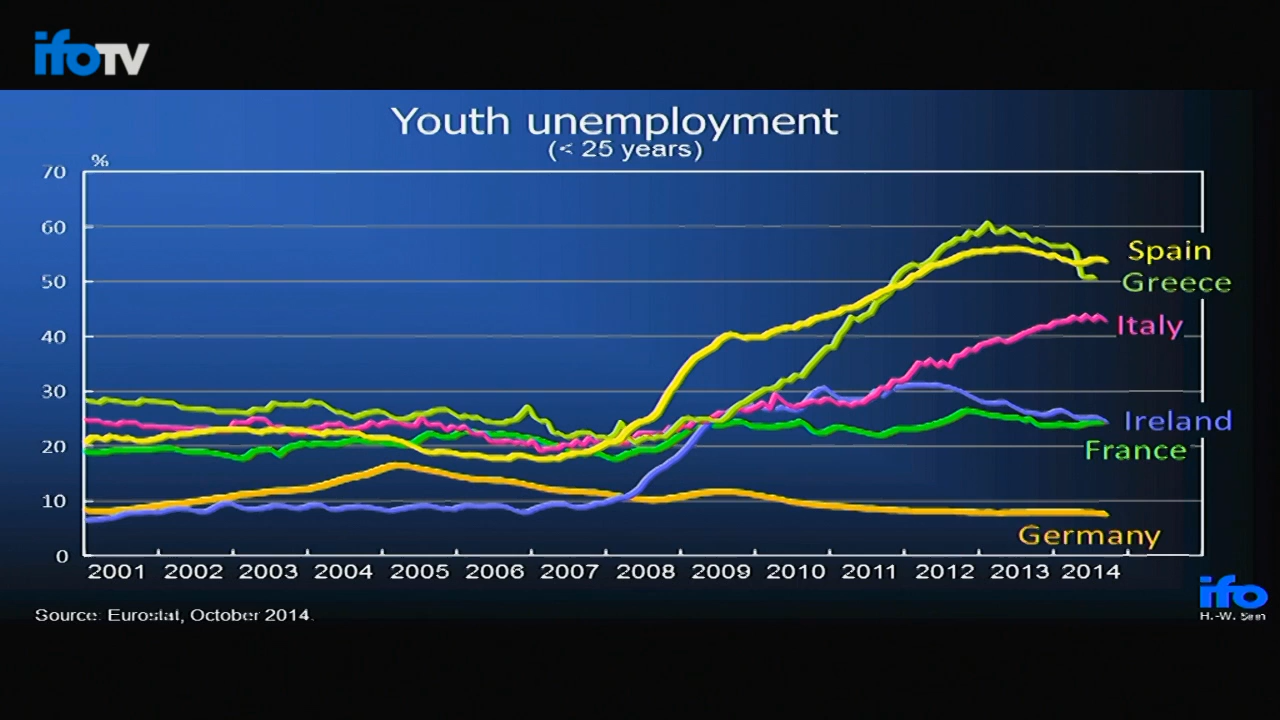 ifoTV
Youth unemployment
(< 25 years)
%
70
60
50
40
30
20
10
0
Spain
Greece
Italy
Ireland
France
Germany
2001 2002 2003 2004 2005 2006 2007 2008 2009 2010 2011 2012 2013 2014
Source: Eurostat, October 2014.
ifo
H.-W. Sinn